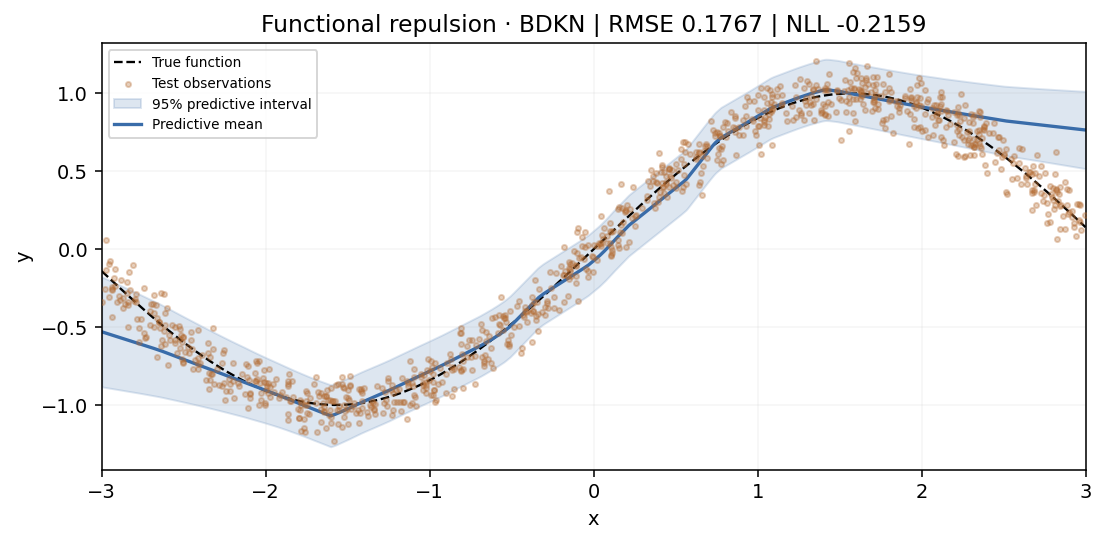 Functional repulsion · BDKN | RMSE 0.1767 | NLL -0.2159
True function
Test observations
95% predictive interval
Predictive mean
1.0
0.5
0.0
−0.5
−1.0
y
−3 −2 −1 0 1 2 3
x